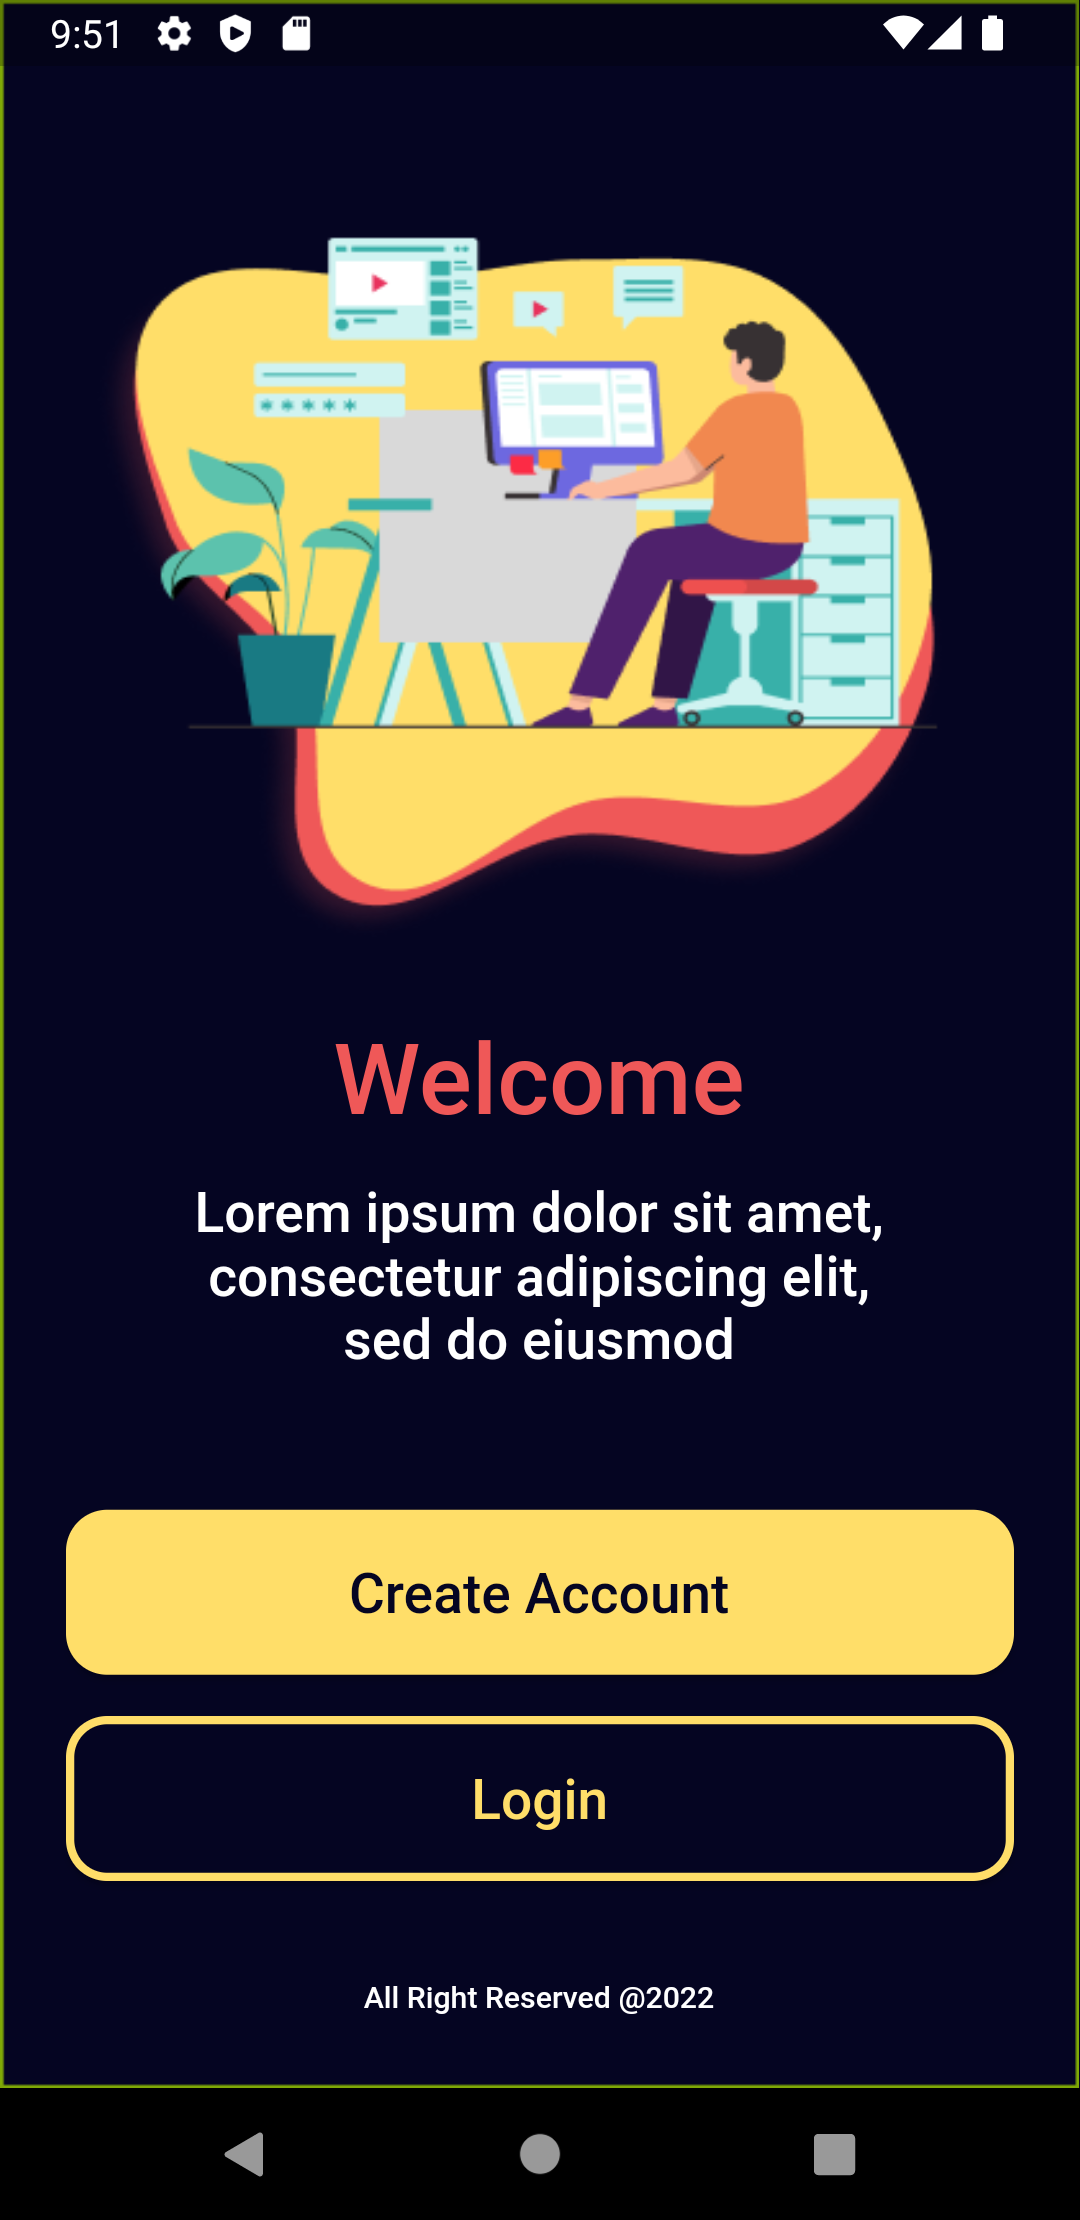 9:51
Welcome
Lorem ipsum dolor sit amet,
consectetur adipiscing elit,
sed do eiusmod
Create Account
Login
All Right Reserved @2022